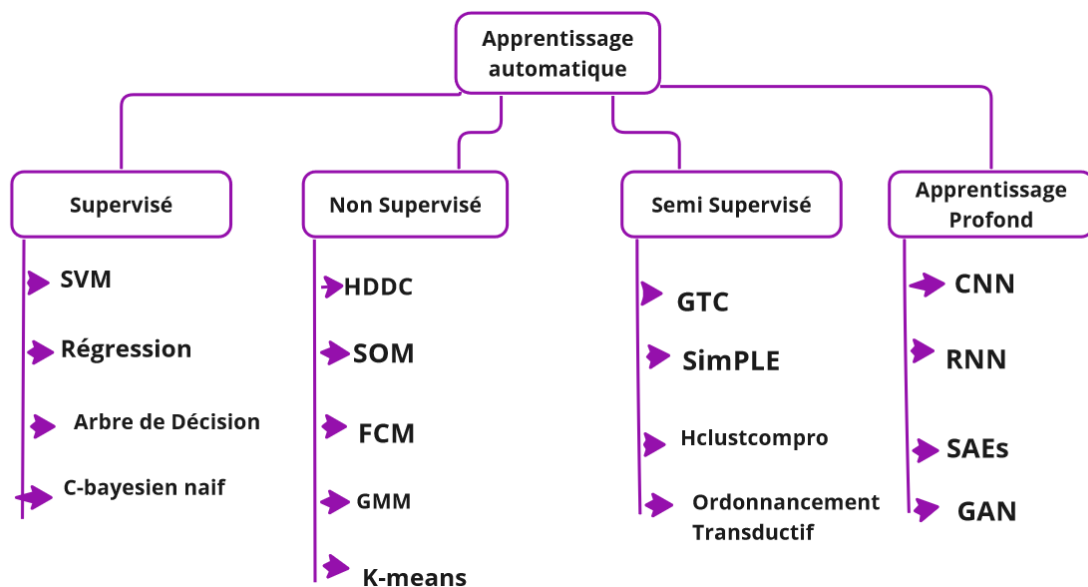 Apprentissage
automatique
Supervisé
Non Supervisé
Semi Supervisé
Apprentissage
Profond
SVM
Régression
Arbre de Décision
C-bayesien naif
HDDC
SOM
FCM
GMM
K-means
GTC
SimPLE
Hclustcompro
Ordonnancement
Transductif
CNN
RNN
SAEs
GAN